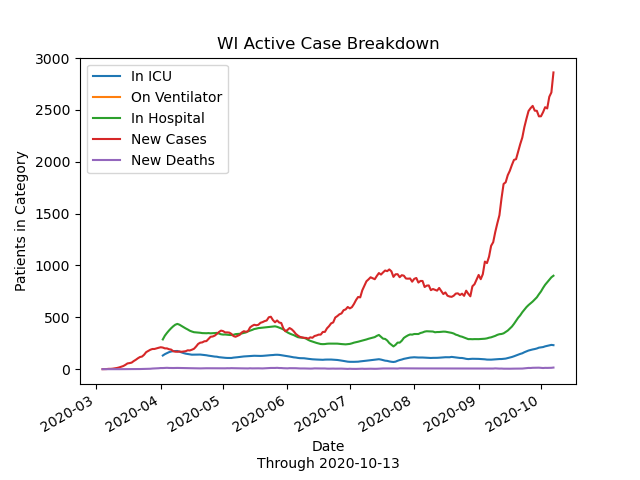 WI Active Case Breakdown
3000
2500
2000
1500
1000
500
0
Patients in Category
In ICU
On Ventilator
In Hospital
New Cases
New Deaths
2020-03
2020-04
2020-05
2020-06
2020-07
2020-08
2020-09
2020-10
Date
Through 2020-10-13